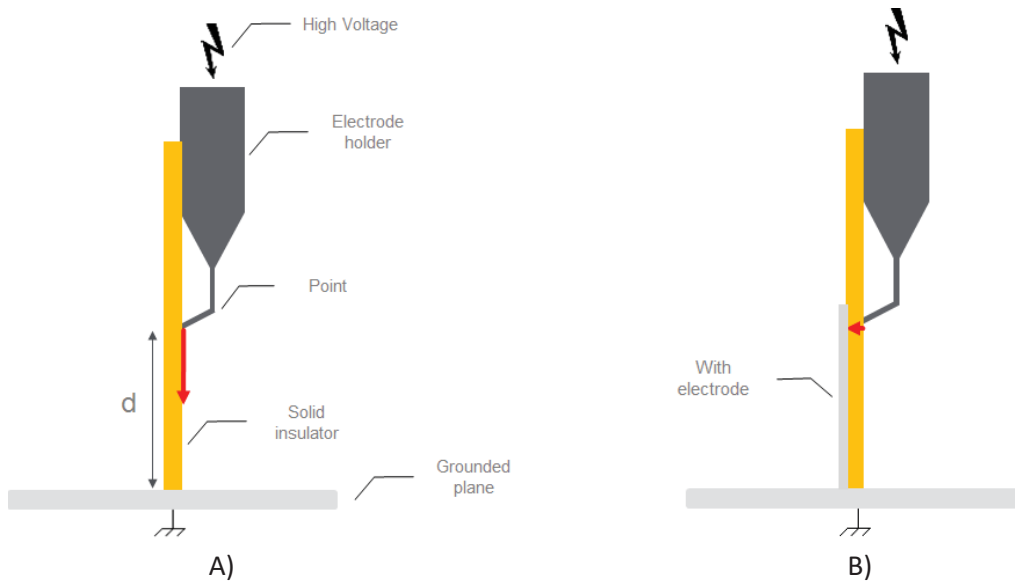 High Voltage
Electrode
holder
Point
d
Solid
insulator
Grounded
plane
With
electrode
A)
B)